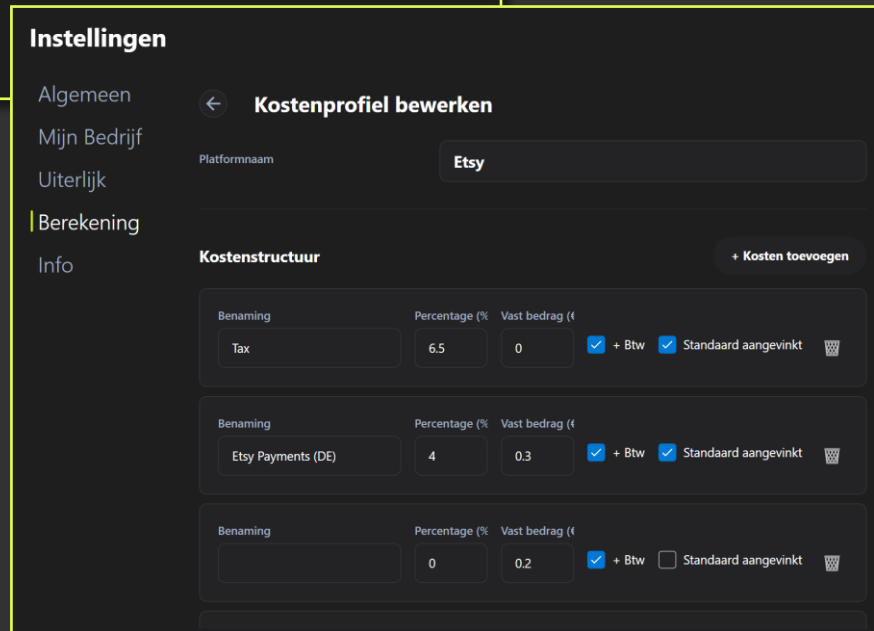 Instellingen
Algemeen
Mijn Bedrijf
Uiterlijk
Berekening
Info
Kostenprofiel bewerken
Platformnaam
Etsy
Kostenstructuur
+ Kosten toevoegen
Benaming Percentage (% Vast bedrag (€
Tax 6.5 0 + Btw Standaard aangevinkt
Benaming Percentage (% Vast bedrag (€
Etsy Payments (DE) 4 0.3 + Btw Standaard aangevinkt
Benaming Percentage (% Vast bedrag (€
0 0.2 + Btw Standaard aangevinkt